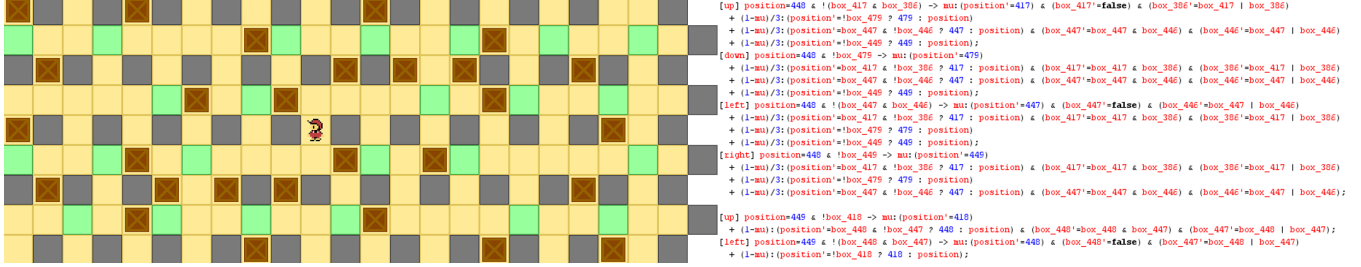 [up] position=448 & !(box_417 & box_386) -> mu:(position'=417) & (box_417'=false) & (box_386'=box_417 | box_386)
+ (1-mu)/3:(position'=!box_479 ? 479 : position)
+ (1-mu)/3:(position'=box_447 & !box_446 ? 447 : position) & (box_447'=box_447 & box_446) & (box_446'=box_447 | box_446)
+ (1-mu)/3:(position'=!box_449 ? 449 : position);
[down] position=448 & !box_479 -> mu:(position'=479)
+ (1-mu)/3:(position'=box_417 & !box_386 ? 417 : position) & (box_417'=box_417 & box_386) & (box_386'=box_417 | box_386)
+ (1-mu)/3:(position'=box_447 & !box_446 ? 447 : position) & (box_447'=box_447 & box_446) & (box_446'=box_447 | box_446)
+ (1-mu)/3:(position'=!box_449 ? 449 : position);
[left] position=448 & !(box_447 & box_446) -> mu:(position'=447) & (box_447'=false) & (box_446'=box_447 | box_446)
+ (1-mu)/3:(position'=box_417 & !box_386 ? 417 : position) & (box_417'=box_417 & box_386) & (box_386'=box_417 | box_386)
+ (1-mu)/3:(position'=!box_479 ? 479 : position)
+ (1-mu)/3:(position'=!box_449 ? 449 : position);
[right] position=448 & !box_449 -> mu:(position'=449)
+ (1-mu)/3:(position'=box_417 & !box_386 ? 417 : position) & (box_417'=box_417 & box_386) & (box_386'=box_417 | box_386)
+ (1-mu)/3:(position'=!box_479 ? 479 : position)
+ (1-mu)/3:(position'=box_447 & !box_446 ? 447 : position) & (box_447'=box_447 & box_446) & (box_446'=box_447 | box_446);
[up] position=449 & !box_418 -> mu:(position'=418)
+ (1-mu):(position'=box_448 & !box_447 ? 448 : position) & (box_448'=box_448 & box_447) & (box_447'=box_448 | box_447);
[left] position=449 & !(box_448 & box_447) -> mu:(position'=448) & (box_448'=false) & (box_447'=box_448 | box_447)
+ (1-mu):(position'=!box_418 ? 418 : position);